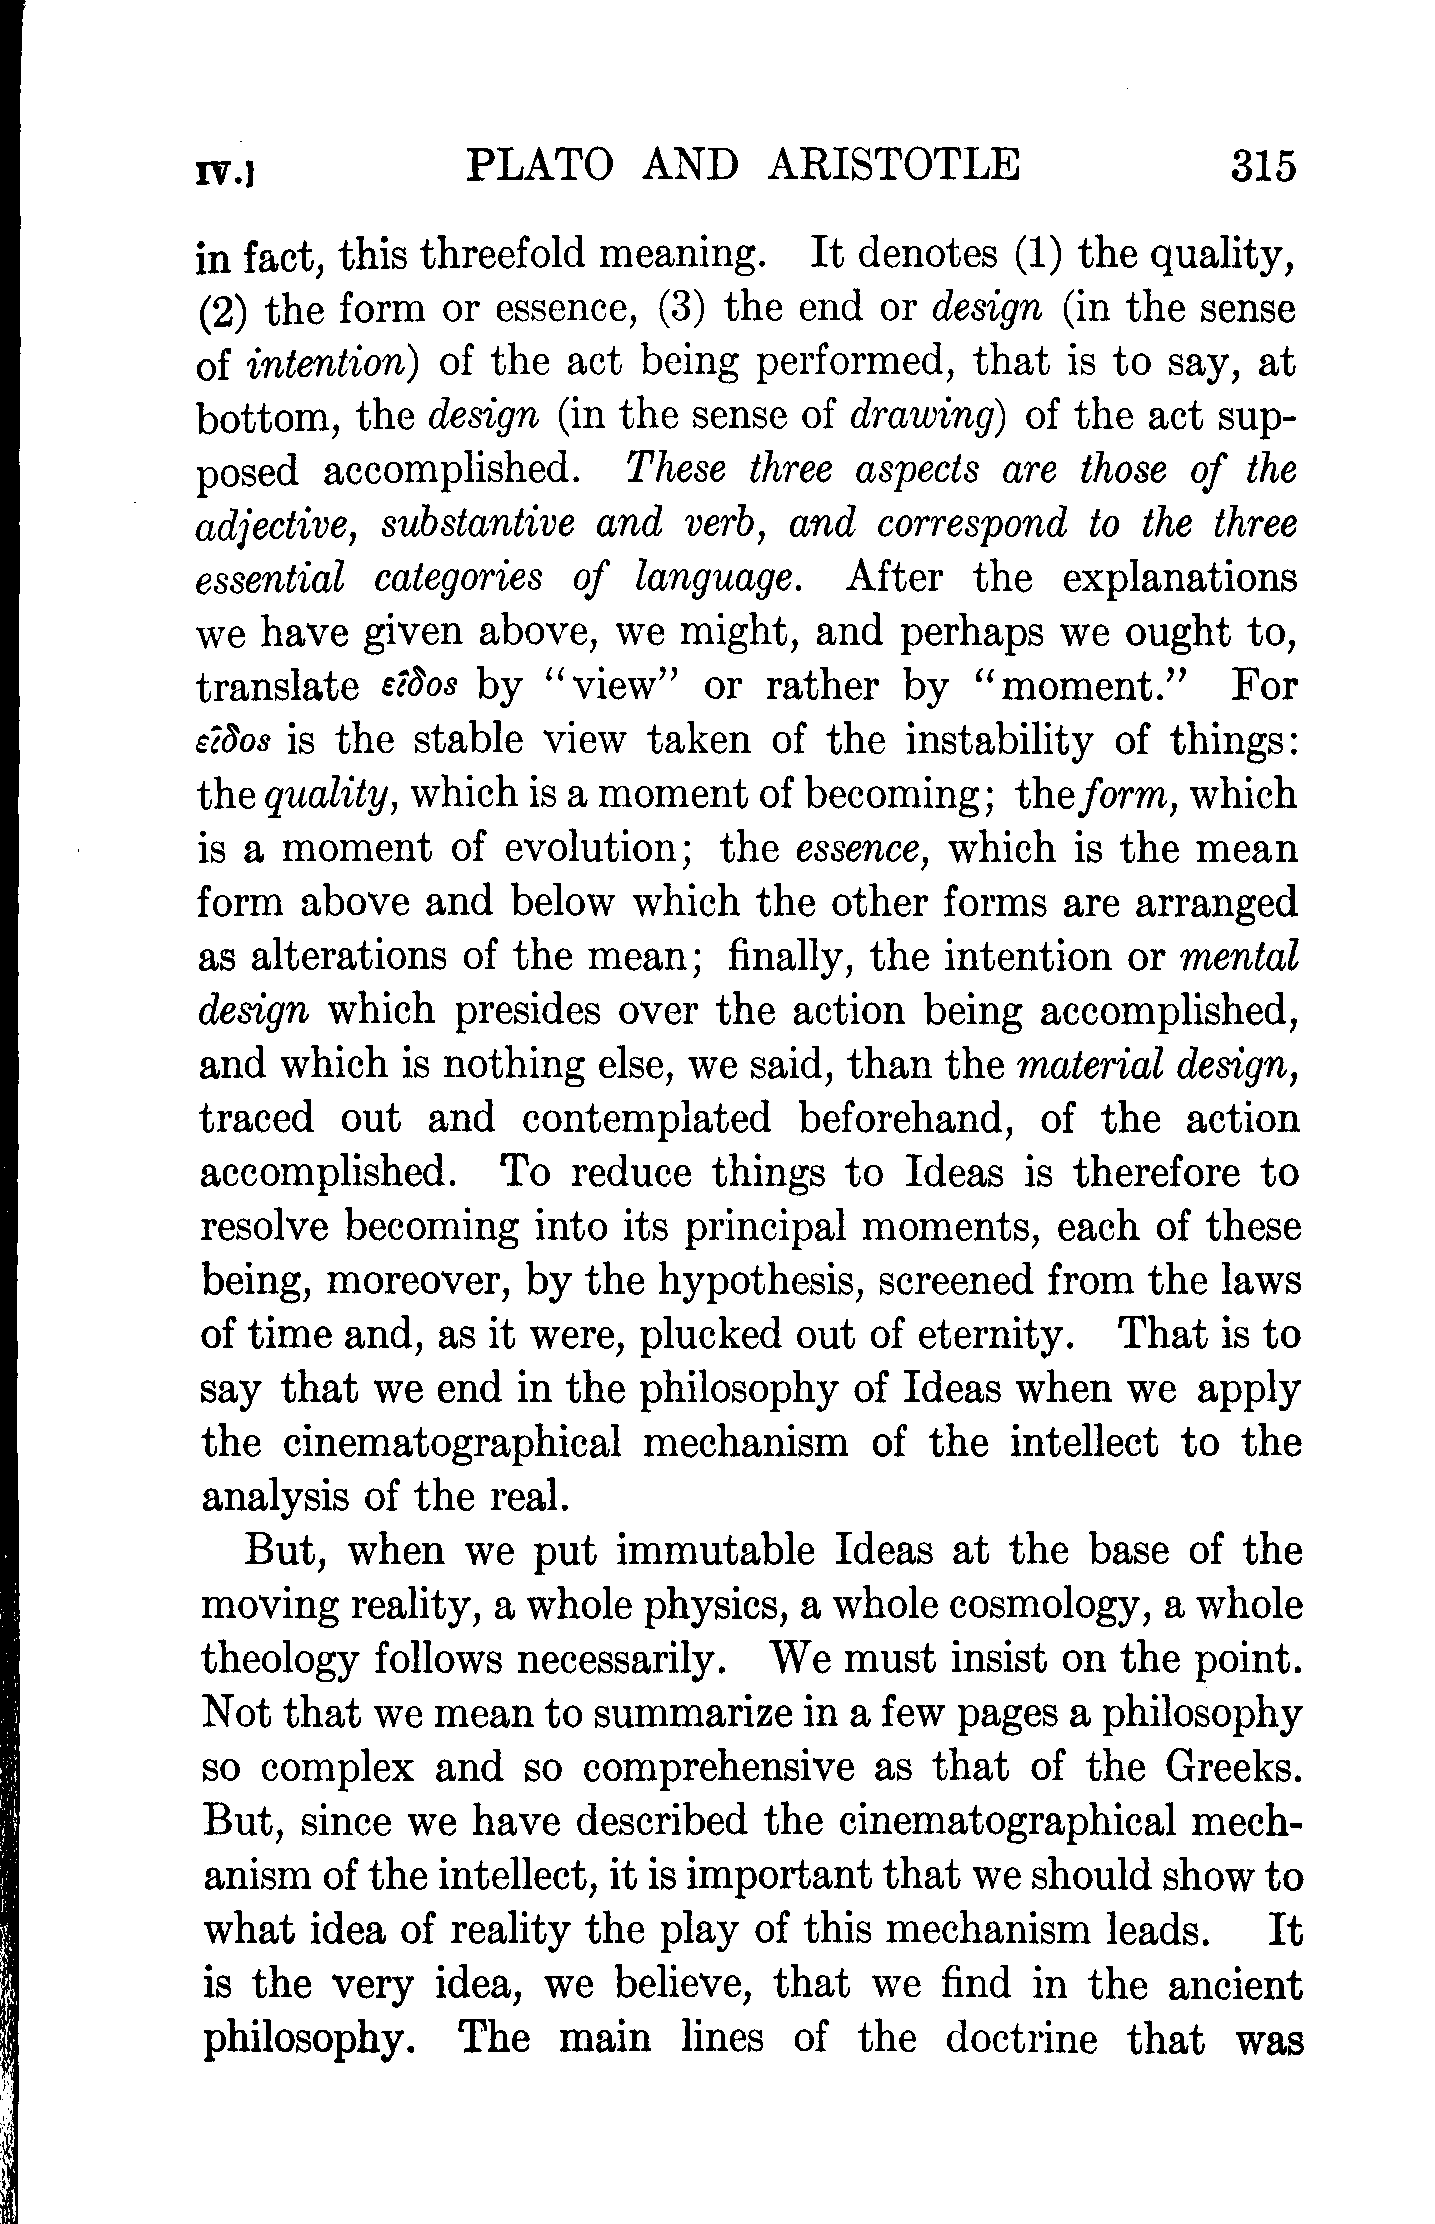 IV.] PLATO AND ARISTOTLE 315
in fact, this threefold meaning. It denotes (1) the quality,
(2) the form or essence, (3) the end or design (in the sense
of intention) of the act being performed, that is to say, at
bottom, the design (in the sense of drawing) of the act sup-
posed accomplished. These three aspects are those of the
adjective, substantive and verb, and correspond to the three
essential categories of language. After the explanations
we have given above, we might, and perhaps we ought to,
translate εἶδος by “view” or rather by “moment.” For
εἶδος is the stable view taken of the instability of things:
the quality, which is a moment of becoming; the form, which
is a moment of evolution; the essence, which is the mean
form above and below which the other forms are arranged
as alterations of the mean; finally, the intention or mental
design which presides over the action being accomplished,
and which is nothing else, we said, than the material design,
traced out and contemplated beforehand, of the action
accomplished. To reduce things to Ideas is therefore to
resolve becoming into its principal moments, each of these
being, moreover, by the hypothesis, screened from the laws
of time and, as it were, plucked out of eternity. That is to
say that we end in the philosophy of Ideas when we apply
the cinematographical mechanism of the intellect to the
analysis of the real.
But, when we put immutable Ideas at the base of the
moving reality, a whole physics, a whole cosmology, a whole
theology follows necessarily. We must insist on the point.
Not that we mean to summarize in a few pages a philosophy
so complex and so comprehensive as that of the Greeks.
But, since we have described the cinematographical mech-
anism of the intellect, it is important that we should show to
what idea of reality the play of this mechanism leads. It
is the very idea, we believe, that we find in the ancient
philosophy. The main lines of the doctrine that was